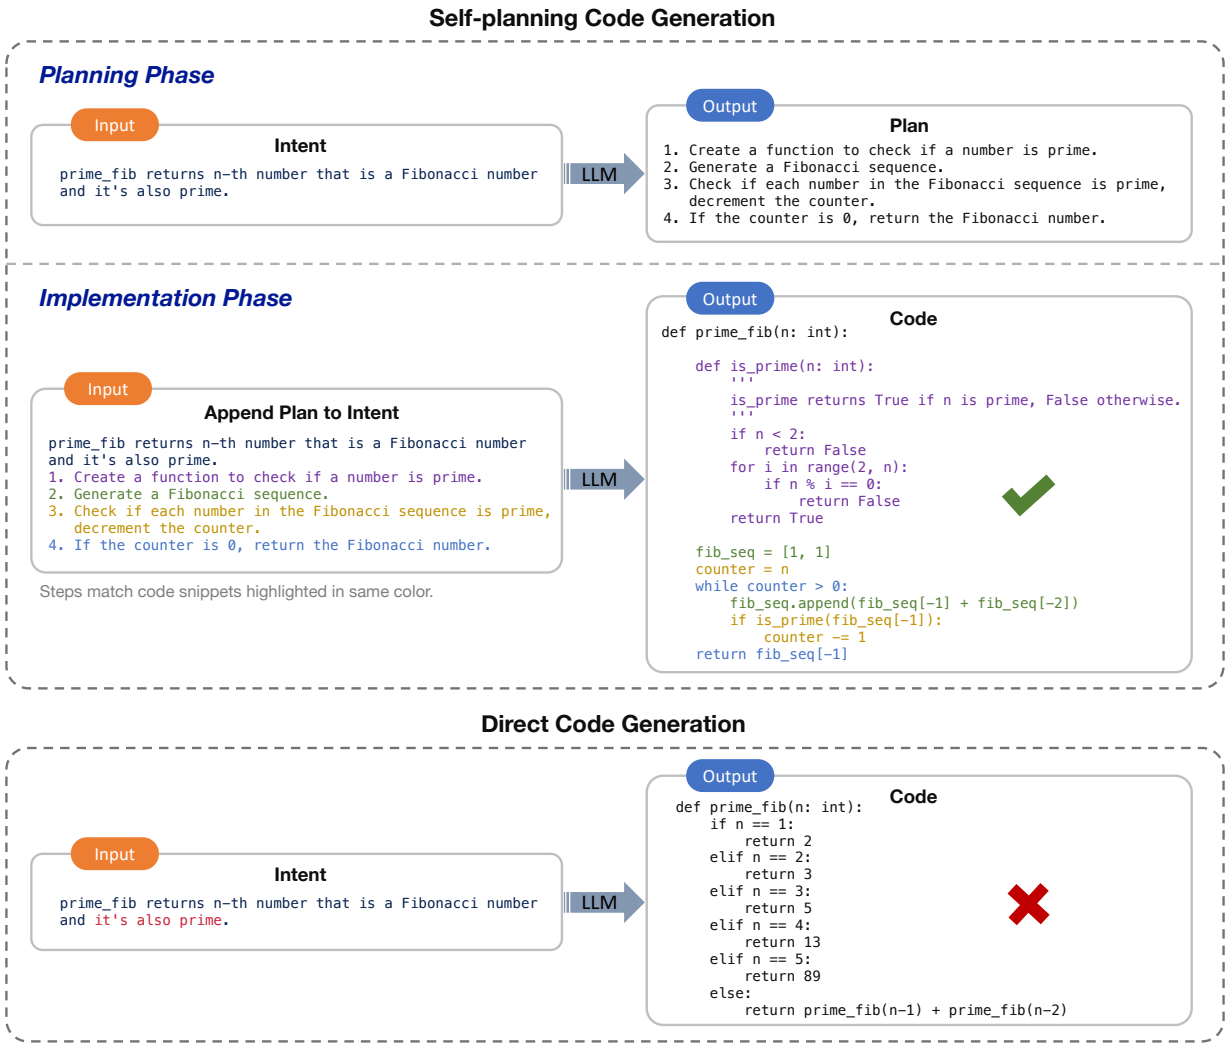 Self-planning Code Generation
Planning Phase
Input
Intent
prime_fib returns n-th number that is a Fibonacci number
and it's also prime.
LLM
Output
Plan
1. Create a function to check if a number is prime.
2. Generate a Fibonacci sequence.
3. Check if each number in the Fibonacci sequence is prime,
decrement the counter.
4. If the counter is 0, return the Fibonacci number.
Implementation Phase
Input
Append Plan to Intent
prime_fib returns n-th number that is a Fibonacci number
and it's also prime.
1. Create a function to check if a number is prime.
2. Generate a Fibonacci sequence.
3. Check if each number in the Fibonacci sequence is prime,
decrement the counter.
4. If the counter is 0, return the Fibonacci number.
Steps match code snippets highlighted in same color.
LLM
Output
Code
def prime_fib(n: int):
def is_prime(n: int):
'''
is_prime returns True if n is prime, False otherwise.
'''
if n < 2:
return False
for i in range(2, n):
if n % i == 0:
return False
return True
fib_seq = [1, 1]
counter = n
while counter > 0:
fib_seq.append(fib_seq[-1] + fib_seq[-2])
if is_prime(fib_seq[-1]):
counter -= 1
return fib_seq[-1]
Direct Code Generation
Input
Intent
prime_fib returns n-th number that is a Fibonacci number
and it's also prime.
LLM
Output
Code
def prime_fib(n: int):
if n == 1:
return 2
elif n == 2:
return 3
elif n == 3:
return 5
elif n == 4:
return 13
elif n == 5:
return 89
else:
return prime_fib(n-1) + prime_fib(n-2)